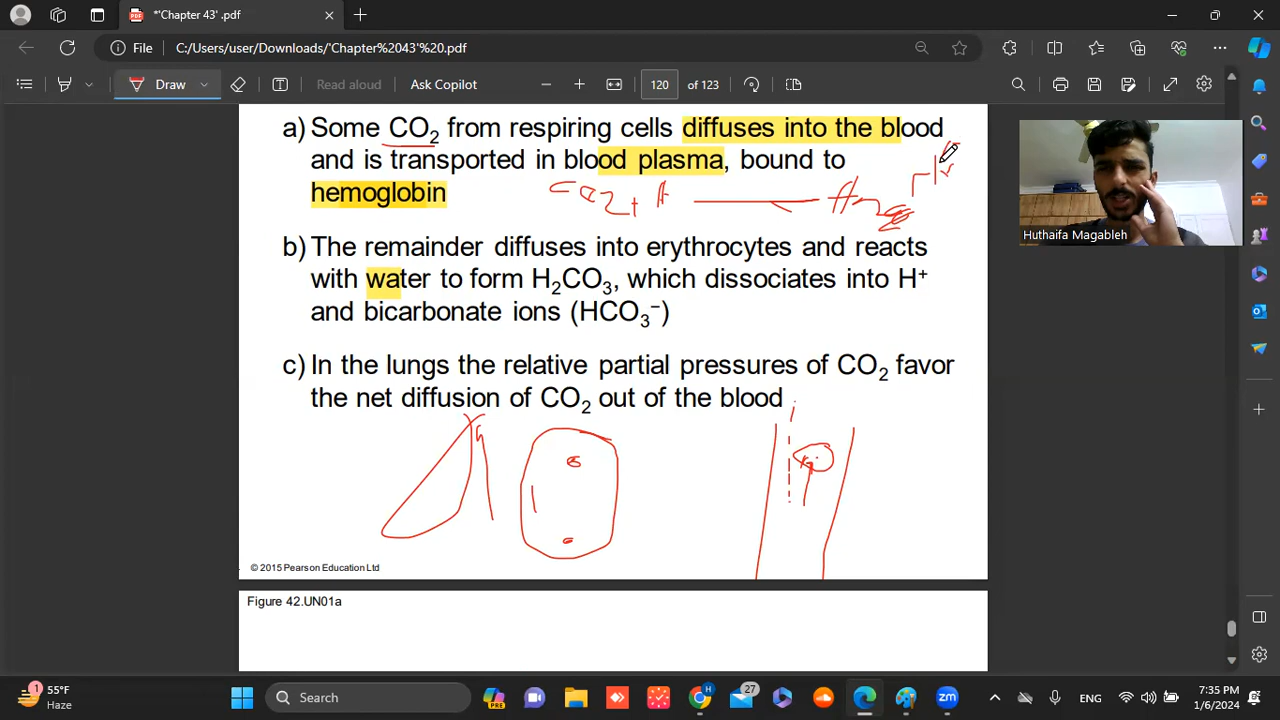 *'Chapter 43' .pdf
File C:/Users/user/Downloads/'Chapter%2043'%20.pdf
Draw Read aloud Ask Copilot 120 of 123
a) Some CO2 from respiring cells diffuses into the blood
and is transported in blood plasma, bound to
hemoglobin
b) The remainder diffuses into erythrocytes and reacts
with water to form H2CO3, which dissociates into H+
and bicarbonate ions (HCO3−)
c) In the lungs the relative partial pressures of CO2 favor
the net diffusion of CO2 out of the blood
© 2015 Pearson Education Ltd
Figure 42.UN01a
Huthaifa Magableh
1
55°F
Haze
Search
27
zm
ENG
7:35 PM
1/6/2024